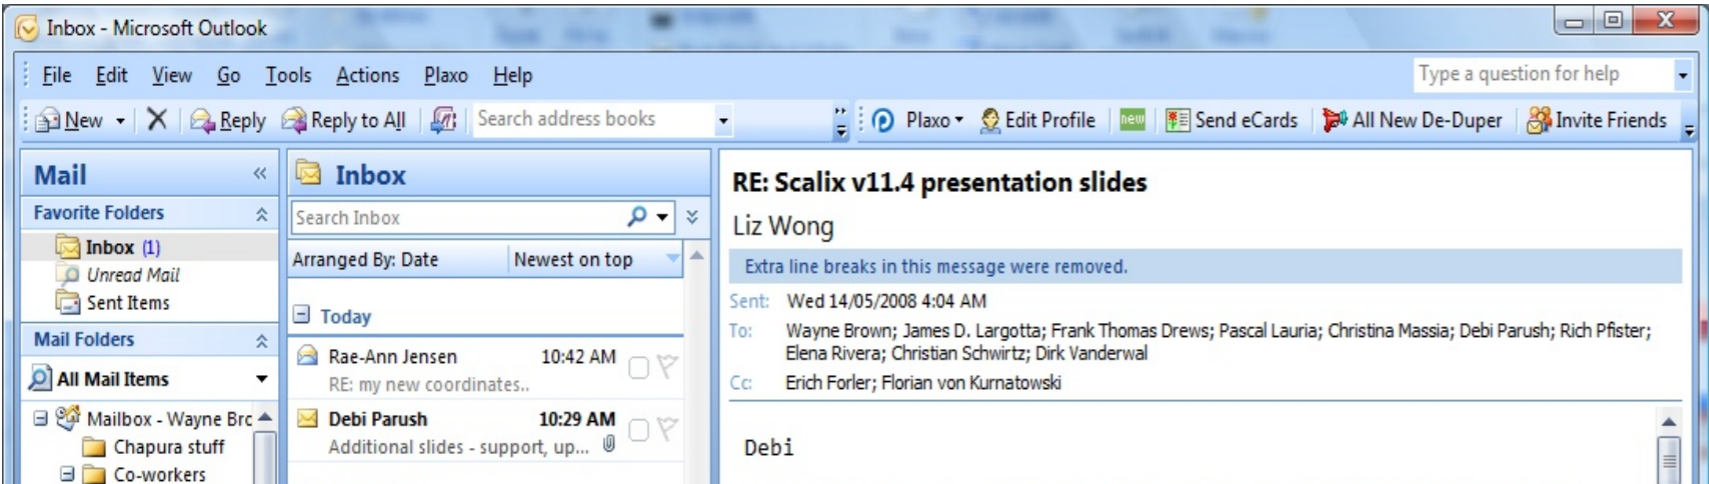 Inbox - Microsoft Outlook
File Edit View Go Tools Actions Plaxo Help
Type a question for help
New Reply Reply to All Search address books
Plaxo Edit Profile new Send eCards All New De-Duper Invite Friends
Mail
Favorite Folders
Inbox (1)
Unread Mail
Sent Items
Mail Folders
All Mail Items
Mailbox - Wayne Brc
Chapura stuff
Co-workers
Inbox
Search Inbox
Arranged By: Date Newest on top
Today
Rae-Ann Jensen 10:42 AM
RE: my new coordinates..
Debi Parush 10:29 AM
Additional slides - support, up...
RE: Scalix v11.4 presentation slides
Liz Wong
Extra line breaks in this message were removed.
Sent: Wed 14/05/2008 4:04 AM
To: Wayne Brown; James D. Largotta; Frank Thomas Drews; Pascal Lauria; Christina Massia; Debi Parush; Rich Pfister;
Elena Rivera; Christian Schwirtz; Dirk Vanderwal
Cc: Erich Forler; Florian von Kurnatowski
Debi